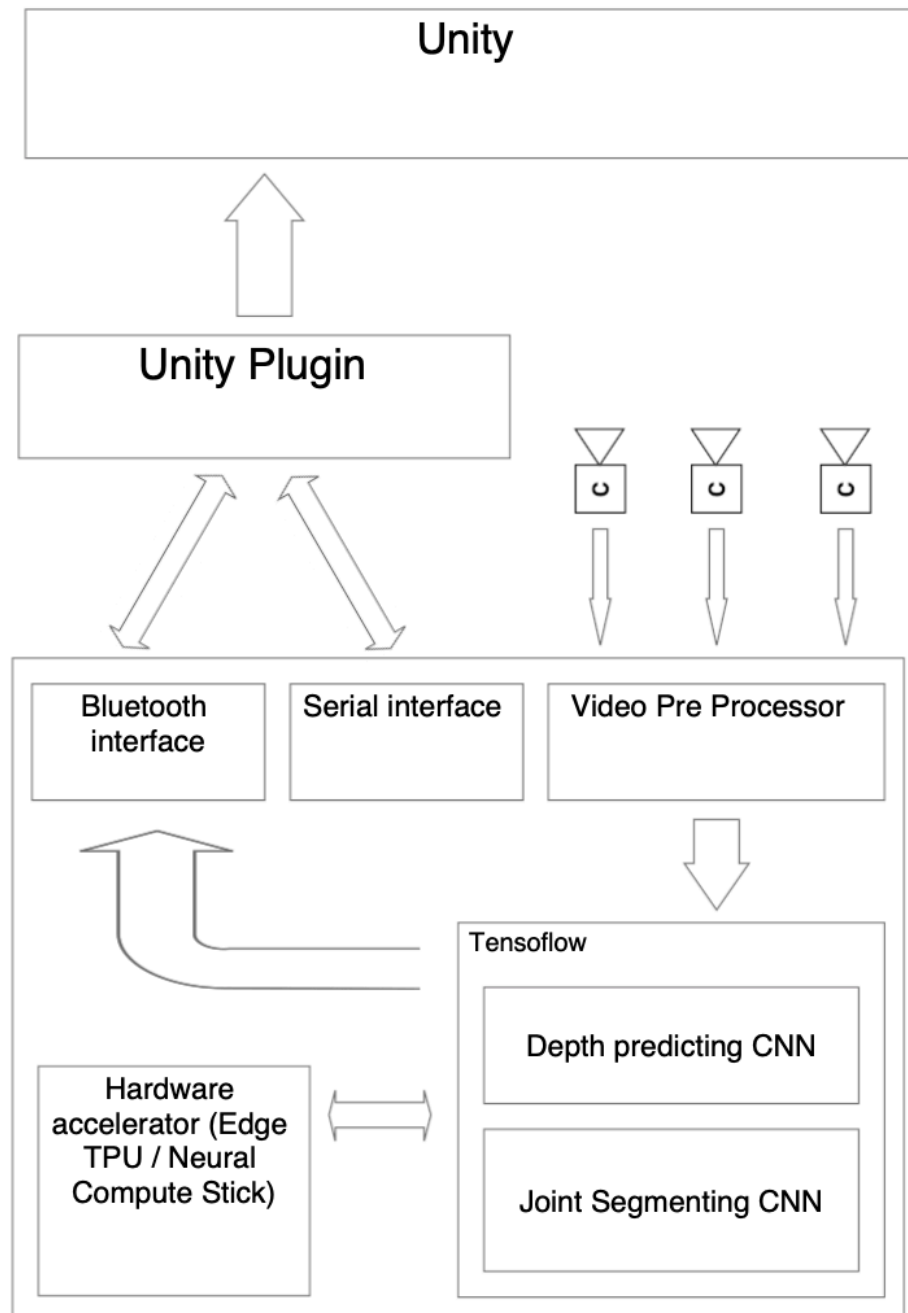 Unity
Unity Plugin
C
C
C
Bluetooth
interface
Serial interface
Video Pre Processor
Tensoflow
Depth predicting CNN
Hardware
accelerator (Edge
TPU / Neural
Compute Stick)
Joint Segmenting CNN